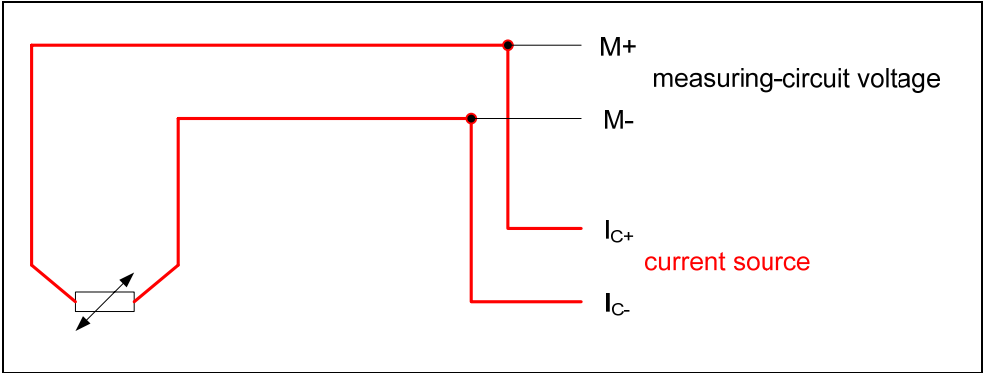 M+
measuring-circuit voltage
M-
IC+
current source
IC-